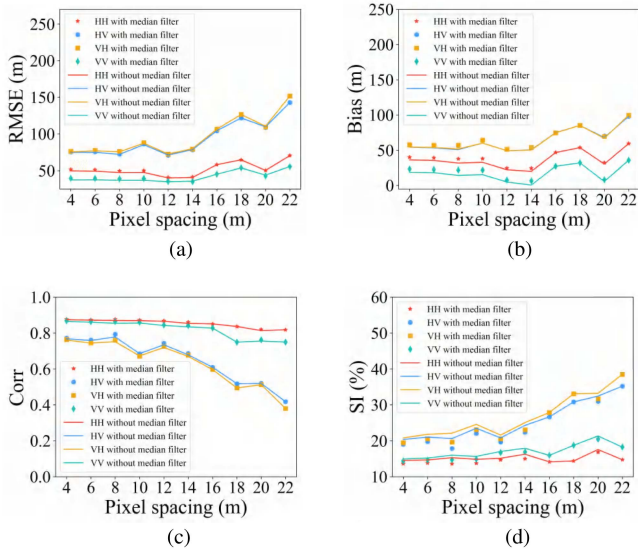 250
200
150
100
50
RMSE (m)
HH with median filter
HV with median filter
VH with median filter
VV with median filter
HH without median filter
HV without median filter
VH without median filter
VV without median filter
4 6 8 10 12 14 16 18 20 22
Pixel spacing (m)
(a)
250
200
150
100
50
0
Bias (m)
HH with median filter
HV with median filter
VH with median filter
VV with median filter
HH without median filter
HV without median filter
VH without median filter
VV without median filter
4 6 8 10 12 14 16 18 20 22
Pixel spacing (m)
(b)
1.0
0.8
0.6
0.4
0.2
0.0
Corr
HH with median filter
HV with median filter
VH with median filter
VV with median filter
HH without median filter
HV without median filter
VH without median filter
VV without median filter
4 6 8 10 12 14 16 18 20 22
Pixel spacing (m)
(c)
60
50
40
30
20
10
SI (%)
HH with median filter
HV with median filter
VH with median filter
VV with median filter
HH without median filter
HV without median filter
VH without median filter
VV without median filter
4 6 8 10 12 14 16 18 20 22
Pixel spacing (m)
(d)